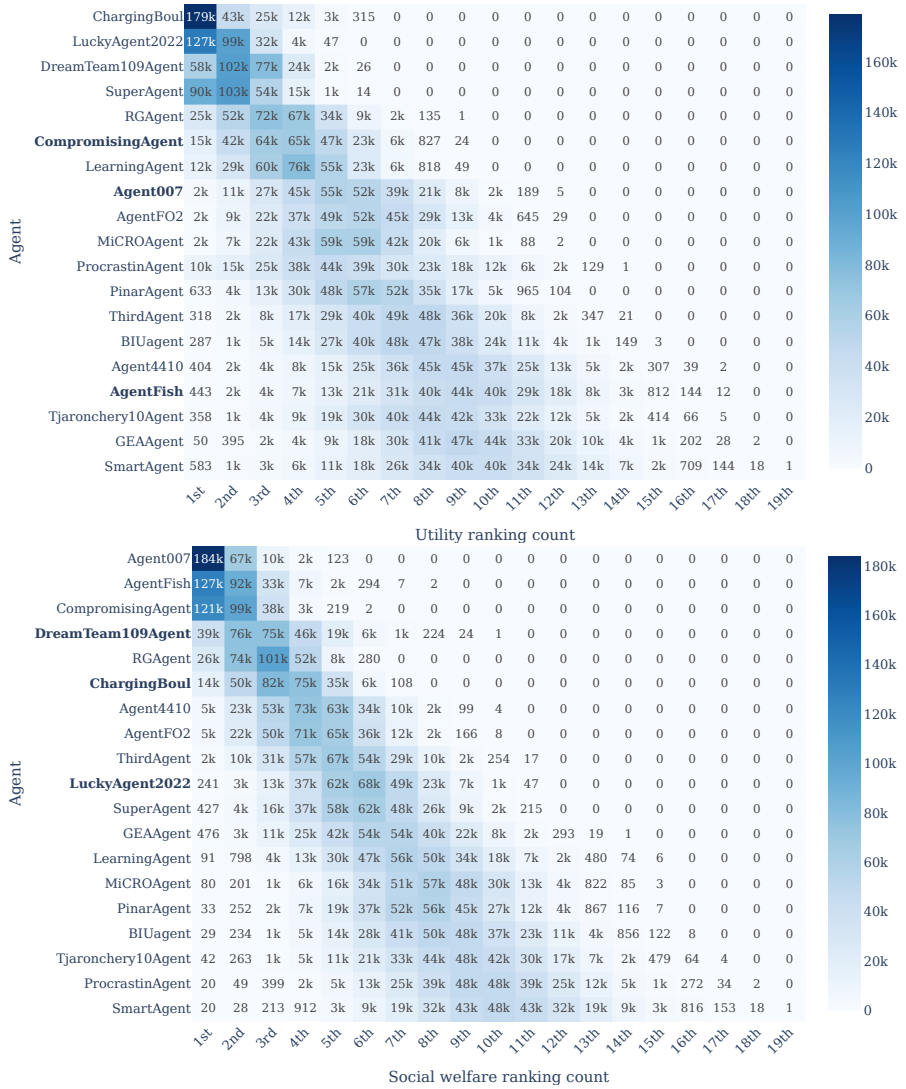 ChargingBoul 179k 43k 25k 12k 3k 315 0 0 0 0 0 0 0 0 0 0 0 0 0
LuckyAgent2022 127k 99k 32k 4k 47 0 0 0 0 0 0 0 0 0 0 0 0 0 0
DreamTeam109Agent 58k 102k 77k 24k 2k 26 0 0 0 0 0 0 0 0 0 0 0 0 0
SuperAgent 90k 103k 54k 15k 1k 14 0 0 0 0 0 0 0 0 0 0 0 0 0
RGAgent 25k 52k 72k 67k 34k 9k 2k 135 1 0 0 0 0 0 0 0 0 0 0
CompromisingAgent 15k 42k 64k 65k 47k 23k 6k 827 24 0 0 0 0 0 0 0 0 0 0
LearningAgent 12k 29k 60k 76k 55k 23k 6k 818 49 0 0 0 0 0 0 0 0 0 0
Agent007 2k 11k 27k 45k 55k 52k 39k 21k 8k 2k 189 5 0 0 0 0 0 0 0
AgentFO2 2k 9k 22k 37k 49k 52k 45k 29k 13k 4k 645 29 0 0 0 0 0 0 0
MiCROAgent 2k 7k 22k 43k 59k 59k 42k 20k 6k 1k 88 2 0 0 0 0 0 0 0
ProcrastinAgent 10k 15k 25k 38k 44k 39k 30k 23k 18k 12k 6k 2k 129 1 0 0 0 0 0
PinarAgent 633 4k 13k 30k 48k 57k 52k 35k 17k 5k 965 104 0 0 0 0 0 0 0
ThirdAgent 318 2k 8k 17k 29k 40k 49k 48k 36k 20k 8k 2k 347 21 0 0 0 0 0
BIUagent 287 1k 5k 14k 27k 40k 48k 47k 38k 24k 11k 4k 1k 149 3 0 0 0 0
Agent4410 404 2k 4k 8k 15k 25k 36k 45k 45k 37k 25k 13k 5k 2k 307 39 2 0 0
AgentFish 443 2k 4k 7k 13k 21k 31k 40k 44k 40k 29k 18k 8k 3k 812 144 12 0 0
Tjaronchery10Agent 358 1k 4k 9k 19k 30k 40k 44k 42k 33k 22k 12k 5k 2k 414 66 5 0 0
GEAAgent 50 395 2k 4k 9k 18k 30k 41k 47k 44k 33k 20k 10k 4k 1k 202 28 2 0
SmartAgent 583 1k 3k 6k 11k 18k 26k 34k 40k 40k 34k 24k 14k 7k 2k 709 144 18 1
1st 2nd 3rd 4th 5th 6th 7th 8th 9th 10th 11th 12th 13th 14th 15th 16th 17th 18th 19th
Utility ranking count
Agent
160k
140k
120k
100k
80k
60k
40k
20k
0
Agent007 184k 67k 10k 2k 123 0 0 0 0 0 0 0 0 0 0 0 0 0 0
AgentFish 127k 92k 33k 7k 2k 294 7 2 0 0 0 0 0 0 0 0 0 0 0
CompromisingAgent 121k 99k 38k 3k 219 2 0 0 0 0 0 0 0 0 0 0 0 0 0
DreamTeam109Agent 39k 76k 75k 46k 19k 6k 1k 224 24 1 0 0 0 0 0 0 0 0 0
RGAgent 26k 74k 101k 52k 8k 280 0 0 0 0 0 0 0 0 0 0 0 0 0
ChargingBoul 14k 50k 82k 75k 35k 6k 108 0 0 0 0 0 0 0 0 0 0 0 0
Agent4410 5k 23k 53k 73k 63k 34k 10k 2k 99 4 0 0 0 0 0 0 0 0 0
AgentFO2 5k 22k 50k 71k 65k 36k 12k 2k 166 8 0 0 0 0 0 0 0 0 0
ThirdAgent 2k 10k 31k 57k 67k 54k 29k 10k 2k 254 17 0 0 0 0 0 0 0 0
LuckyAgent2022 241 3k 13k 37k 62k 68k 49k 23k 7k 1k 47 0 0 0 0 0 0 0 0
SuperAgent 427 4k 16k 37k 58k 62k 48k 26k 9k 2k 215 0 0 0 0 0 0 0 0
GEAAgent 476 3k 11k 25k 42k 54k 54k 40k 22k 8k 2k 293 19 1 0 0 0 0 0
LearningAgent 91 798 4k 13k 30k 47k 56k 50k 34k 18k 7k 2k 480 74 6 0 0 0 0
MiCROAgent 80 201 1k 6k 16k 34k 51k 57k 48k 30k 13k 4k 822 85 3 0 0 0 0
PinarAgent 33 252 2k 7k 19k 37k 52k 56k 45k 27k 12k 4k 867 116 7 0 0 0 0
BIUagent 29 234 1k 5k 14k 28k 41k 50k 48k 37k 23k 11k 4k 856 122 8 0 0 0
Tjaronchery10Agent 42 263 1k 5k 11k 21k 33k 44k 48k 42k 30k 17k 7k 2k 479 64 4 0 0
ProcrastinAgent 20 49 399 2k 5k 13k 25k 39k 48k 48k 39k 25k 12k 5k 1k 272 34 2 0
SmartAgent 20 28 213 912 3k 9k 19k 32k 43k 48k 43k 32k 19k 9k 3k 816 153 18 1
1st 2nd 3rd 4th 5th 6th 7th 8th 9th 10th 11th 12th 13th 14th 15th 16th 17th 18th 19th
Social welfare ranking count
Agent
180k
160k
140k
120k
100k
80k
60k
40k
20k
0